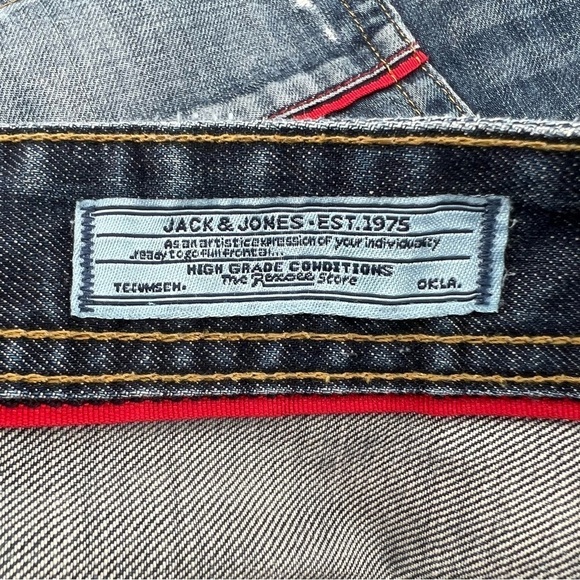 JACK & JONES · EST.1975
As an artistic expression of your individuality
..ready to go full frontal...
HIGH GRADE CONDITIONS
The Rexall Store
TECUMSEH. OKLA.